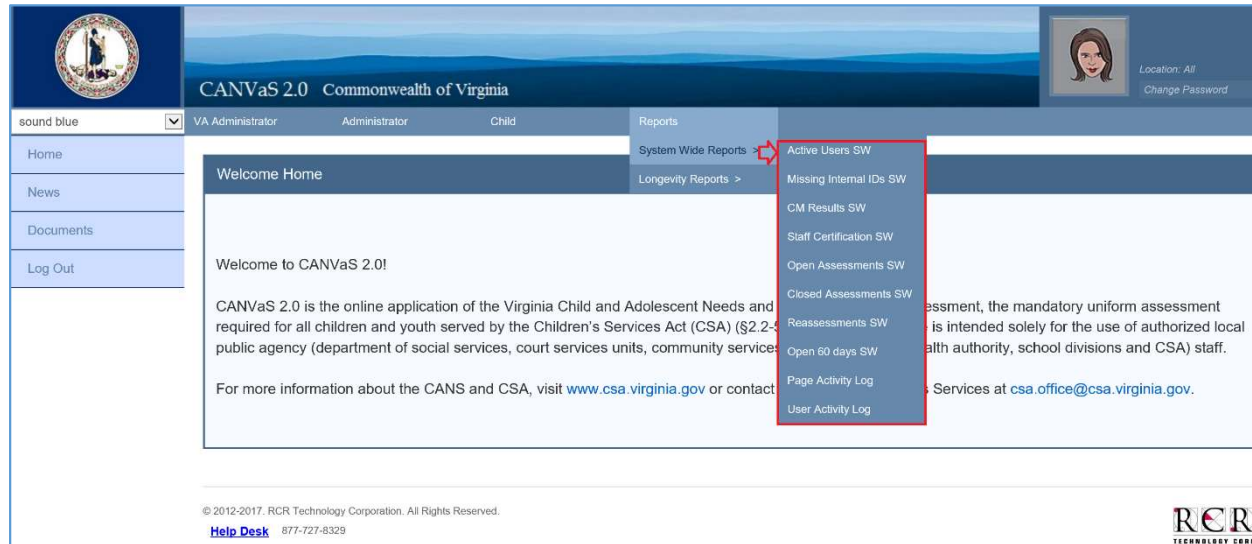 CANVaS 2.0 Commonwealth of Virginia
Location: All
Change Password
sound blue
VA Administrator Administrator Child Reports
Home
News
Documents
Log Out
System Wide Reports >
Longevity Reports >
Active Users SW
Missing Internal IDs SW
CM Results SW
Staff Certification SW
Open Assessments SW
Closed Assessments SW
Reassessments SW
Open 60 days SW
Page Activity Log
User Activity Log
Welcome Home
Welcome to CANVaS 2.0!
CANVaS 2.0 is the online application of the Virginia Child and Adolescent Needs and essment, the mandatory uniform assessment
required for all children and youth served by the Children's Services Act (CSA) (§2.2- is intended solely for the use of authorized local
public agency (department of social services, court services units, community services alth authority, school divisions and CSA) staff.
For more information about the CANS and CSA, visit www.csa.virginia.gov or contact Services at csa.office@csa.virginia.gov.
© 2012-2017. RCR Technology Corporation. All Rights Reserved.
Help Desk 877-727-8329
RCR